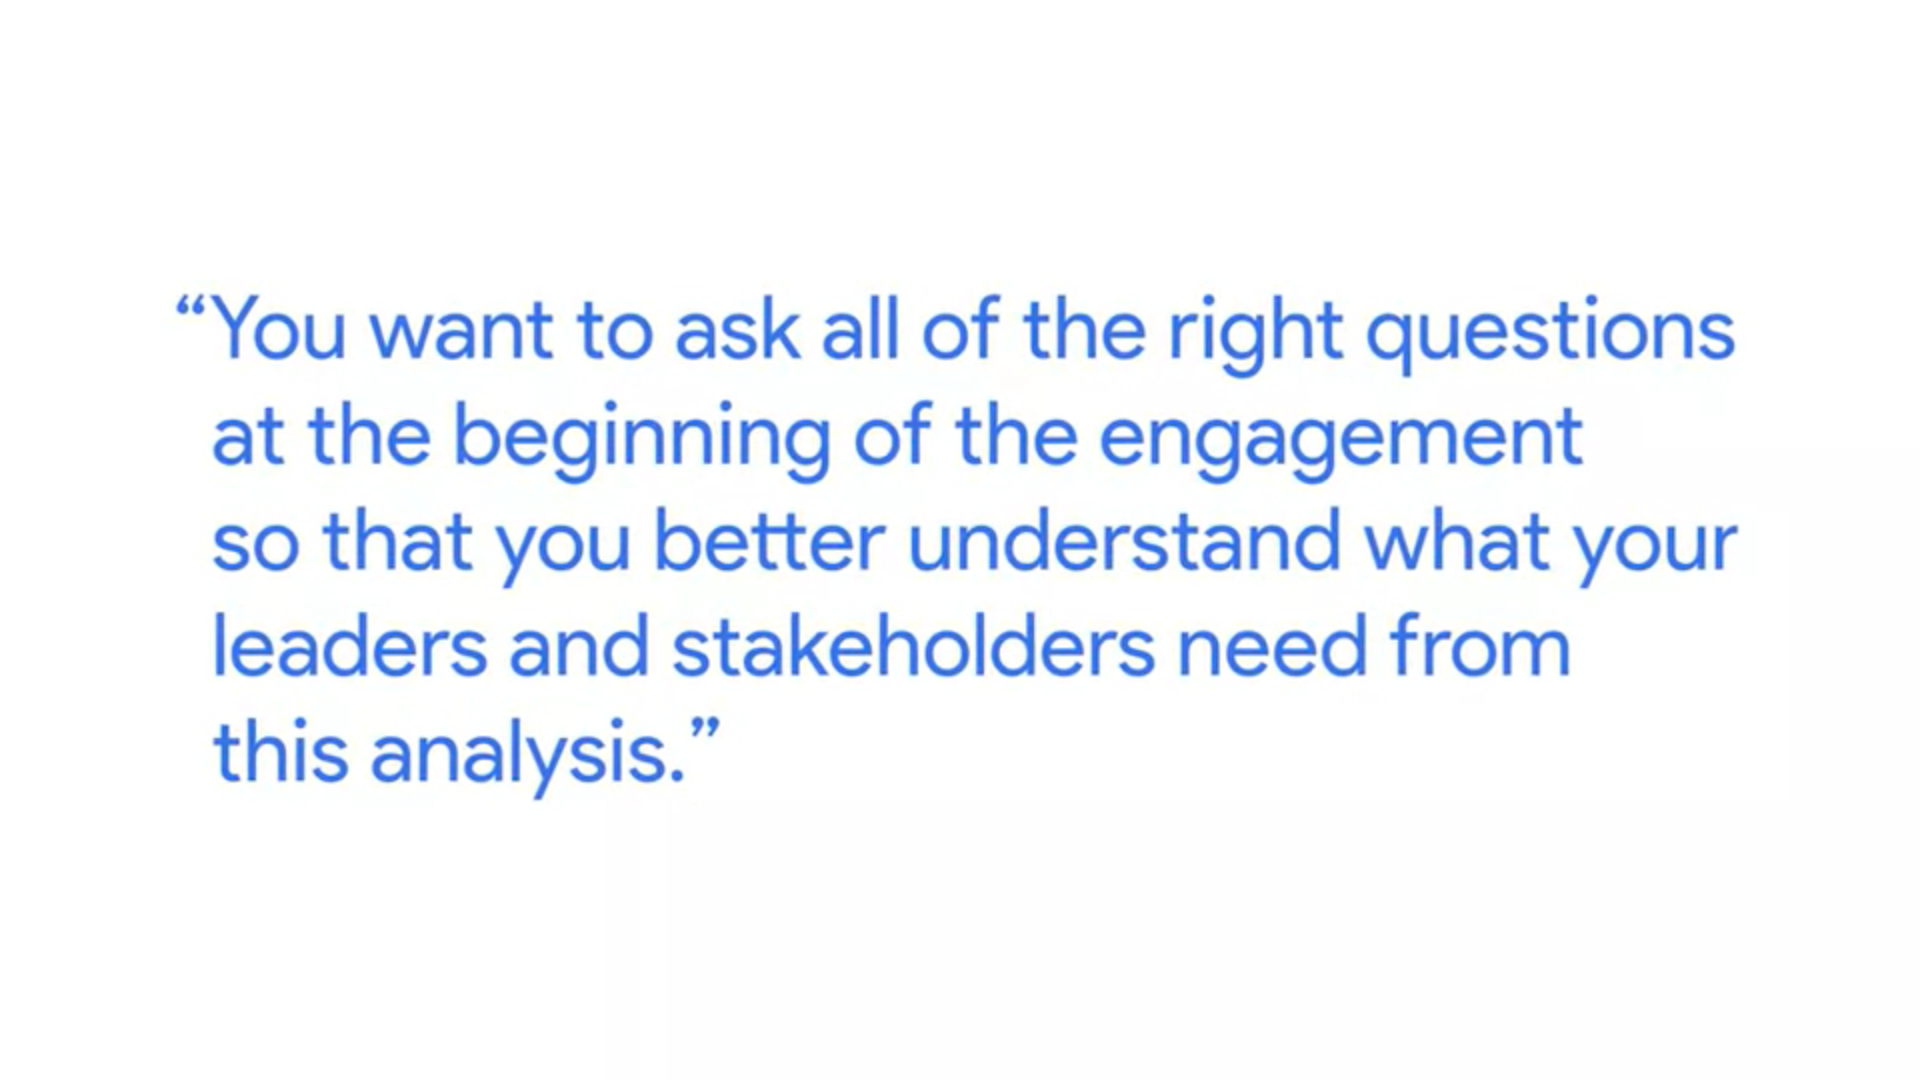 “You want to ask all of the right questions
at the beginning of the engagement
so that you better understand what your
leaders and stakeholders need from
this analysis.”